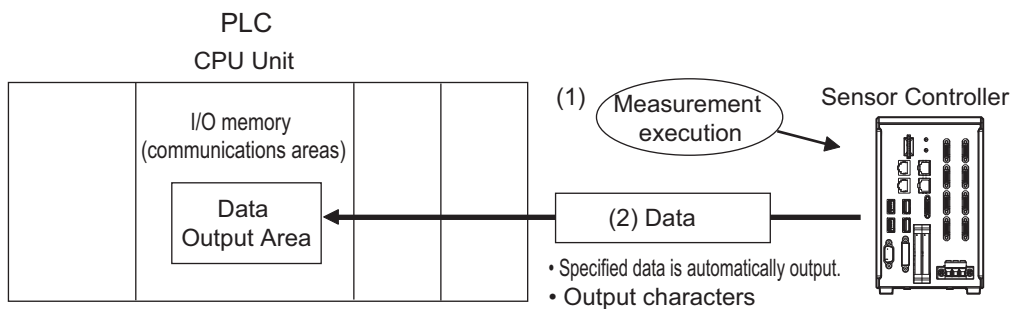 PLC
CPU Unit
I/O memory
(communications areas)
Data
Output Area
(1)
Measurement
execution
Sensor Controller
(2) Data
• Specified data is automatically output.
• Output characters